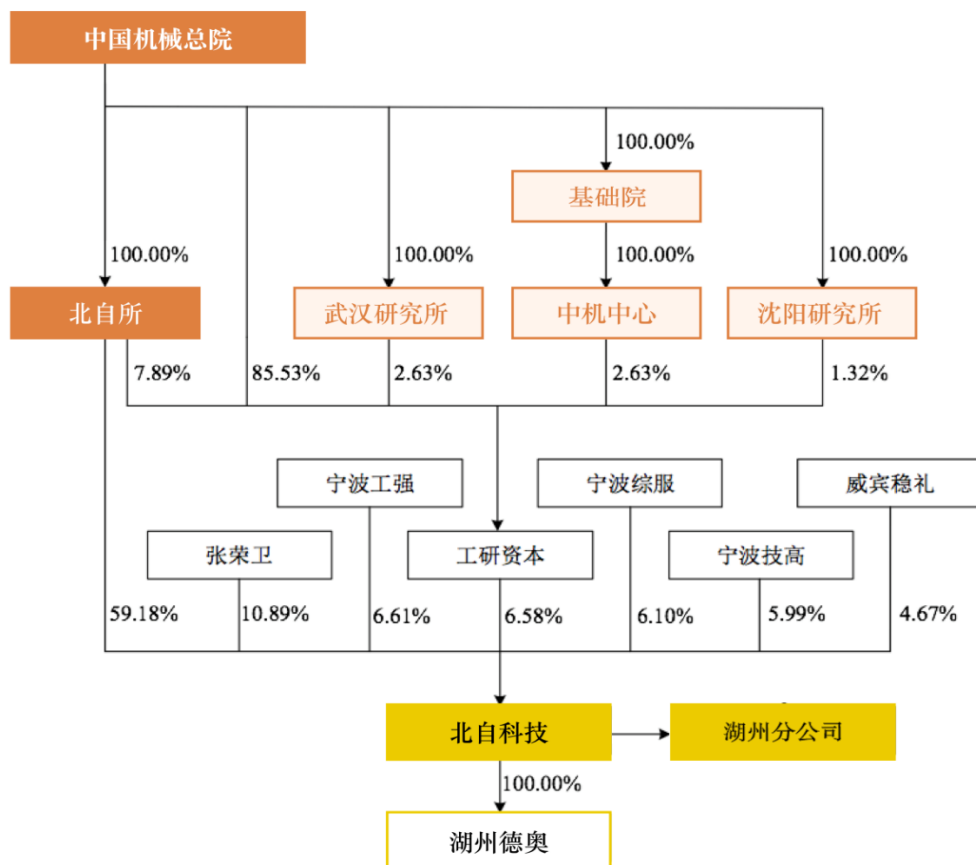 中国机械总院
100.00%
基础院
100.00%
100.00%
100.00%
100.00%
北自所
武汉研究所
中机中心
沈阳研究所
7.89%
85.53%
2.63%
2.63%
1.32%
宁波工强
宁波综服
威宾稳礼
张荣卫
工研资本
宁波技高
59.18%
10.89%
6.61%
6.58%
6.10%
5.99%
4.67%
北自科技
湖州分公司
100.00%
湖州德奥